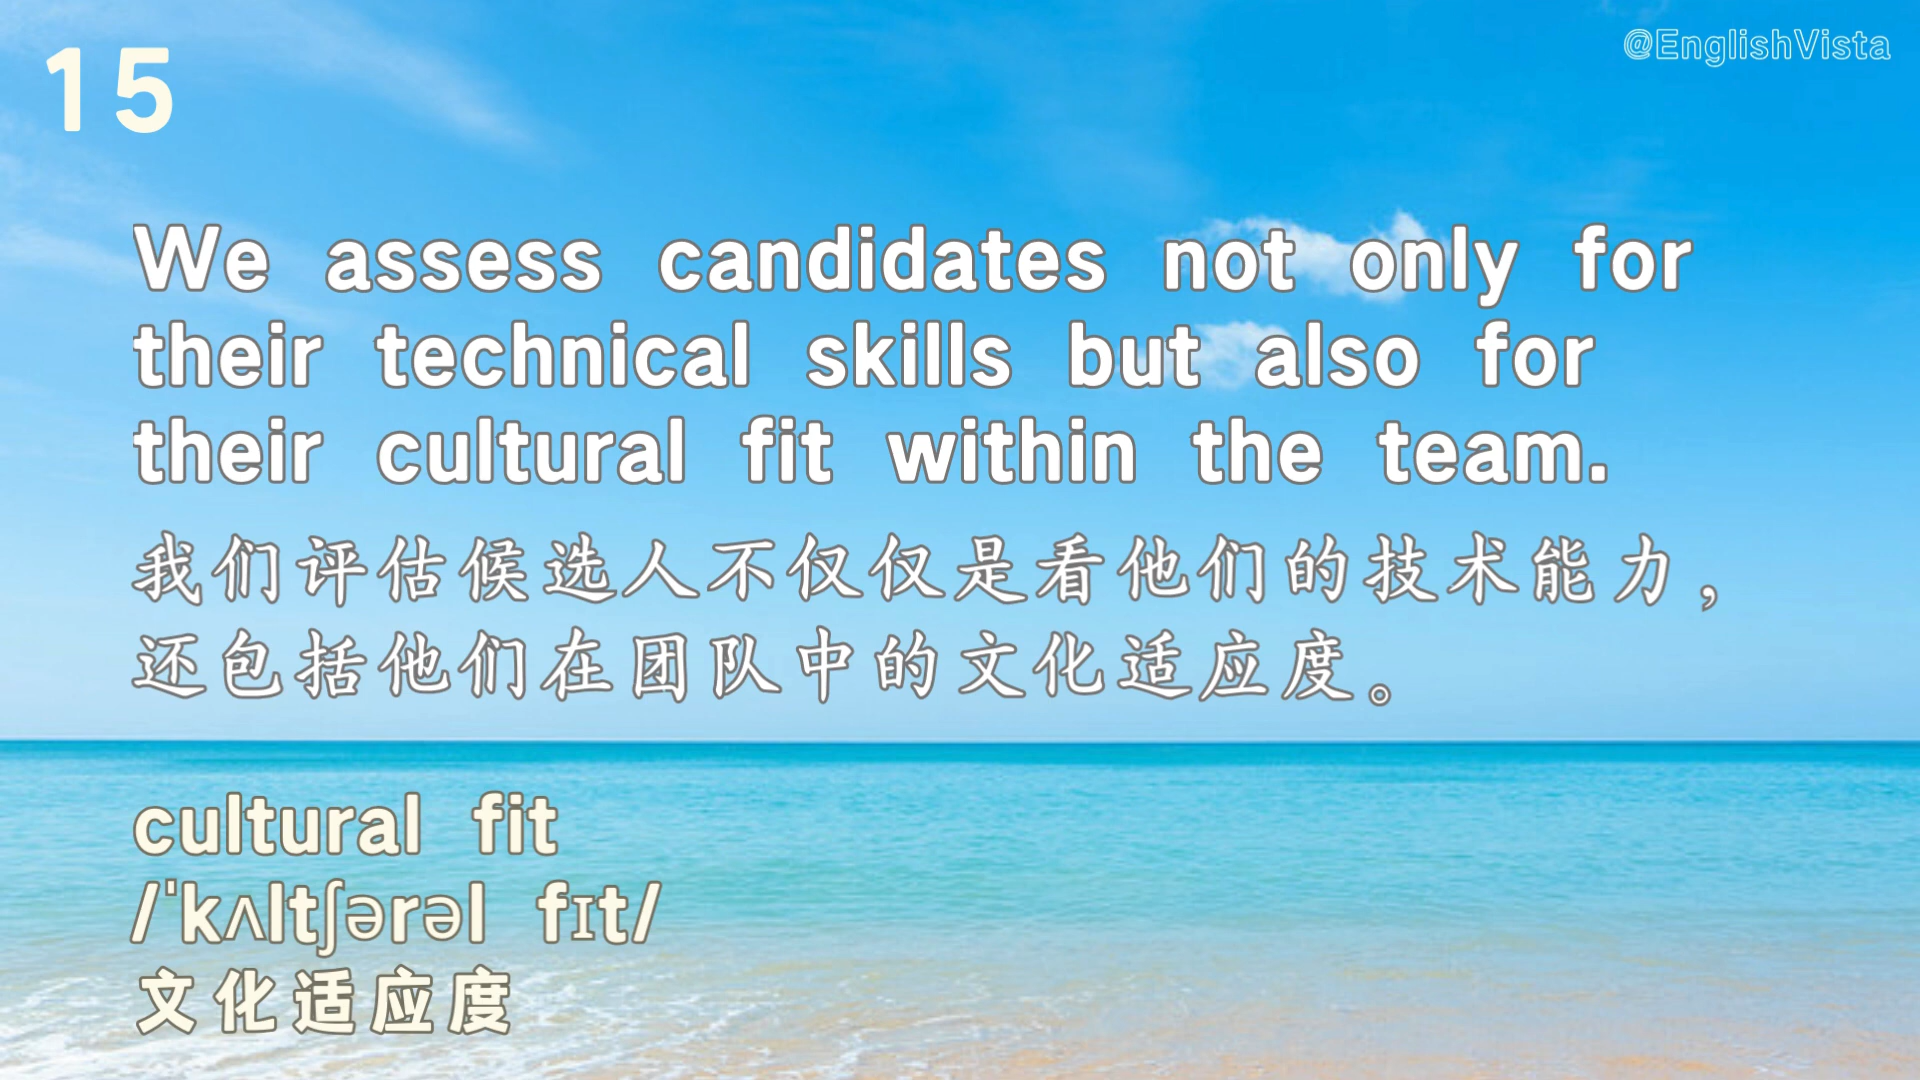 15
@EnglishVista
We assess candidates not only for
their technical skills but also for
their cultural fit within the team.
我们评估候选人不仅仅是看他们的技术能力，
还包括他们在团队中的文化适应度。
cultural fit
/ˈkʌltʃərəl fɪt/
文化适应度